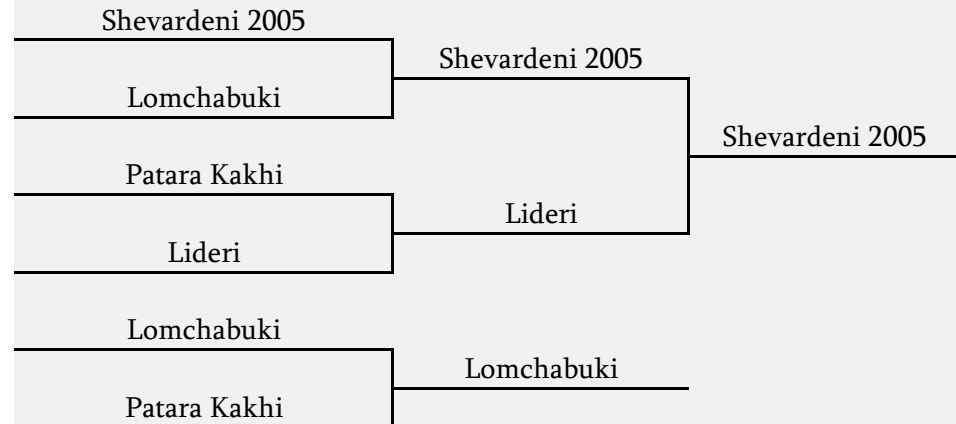 Shevardeni 2005
Shevardeni 2005
Lomchabuki
Shevardeni 2005
Patara Kakhi
Lideri
Lideri
Lomchabuki
Lomchabuki
Patara Kakhi